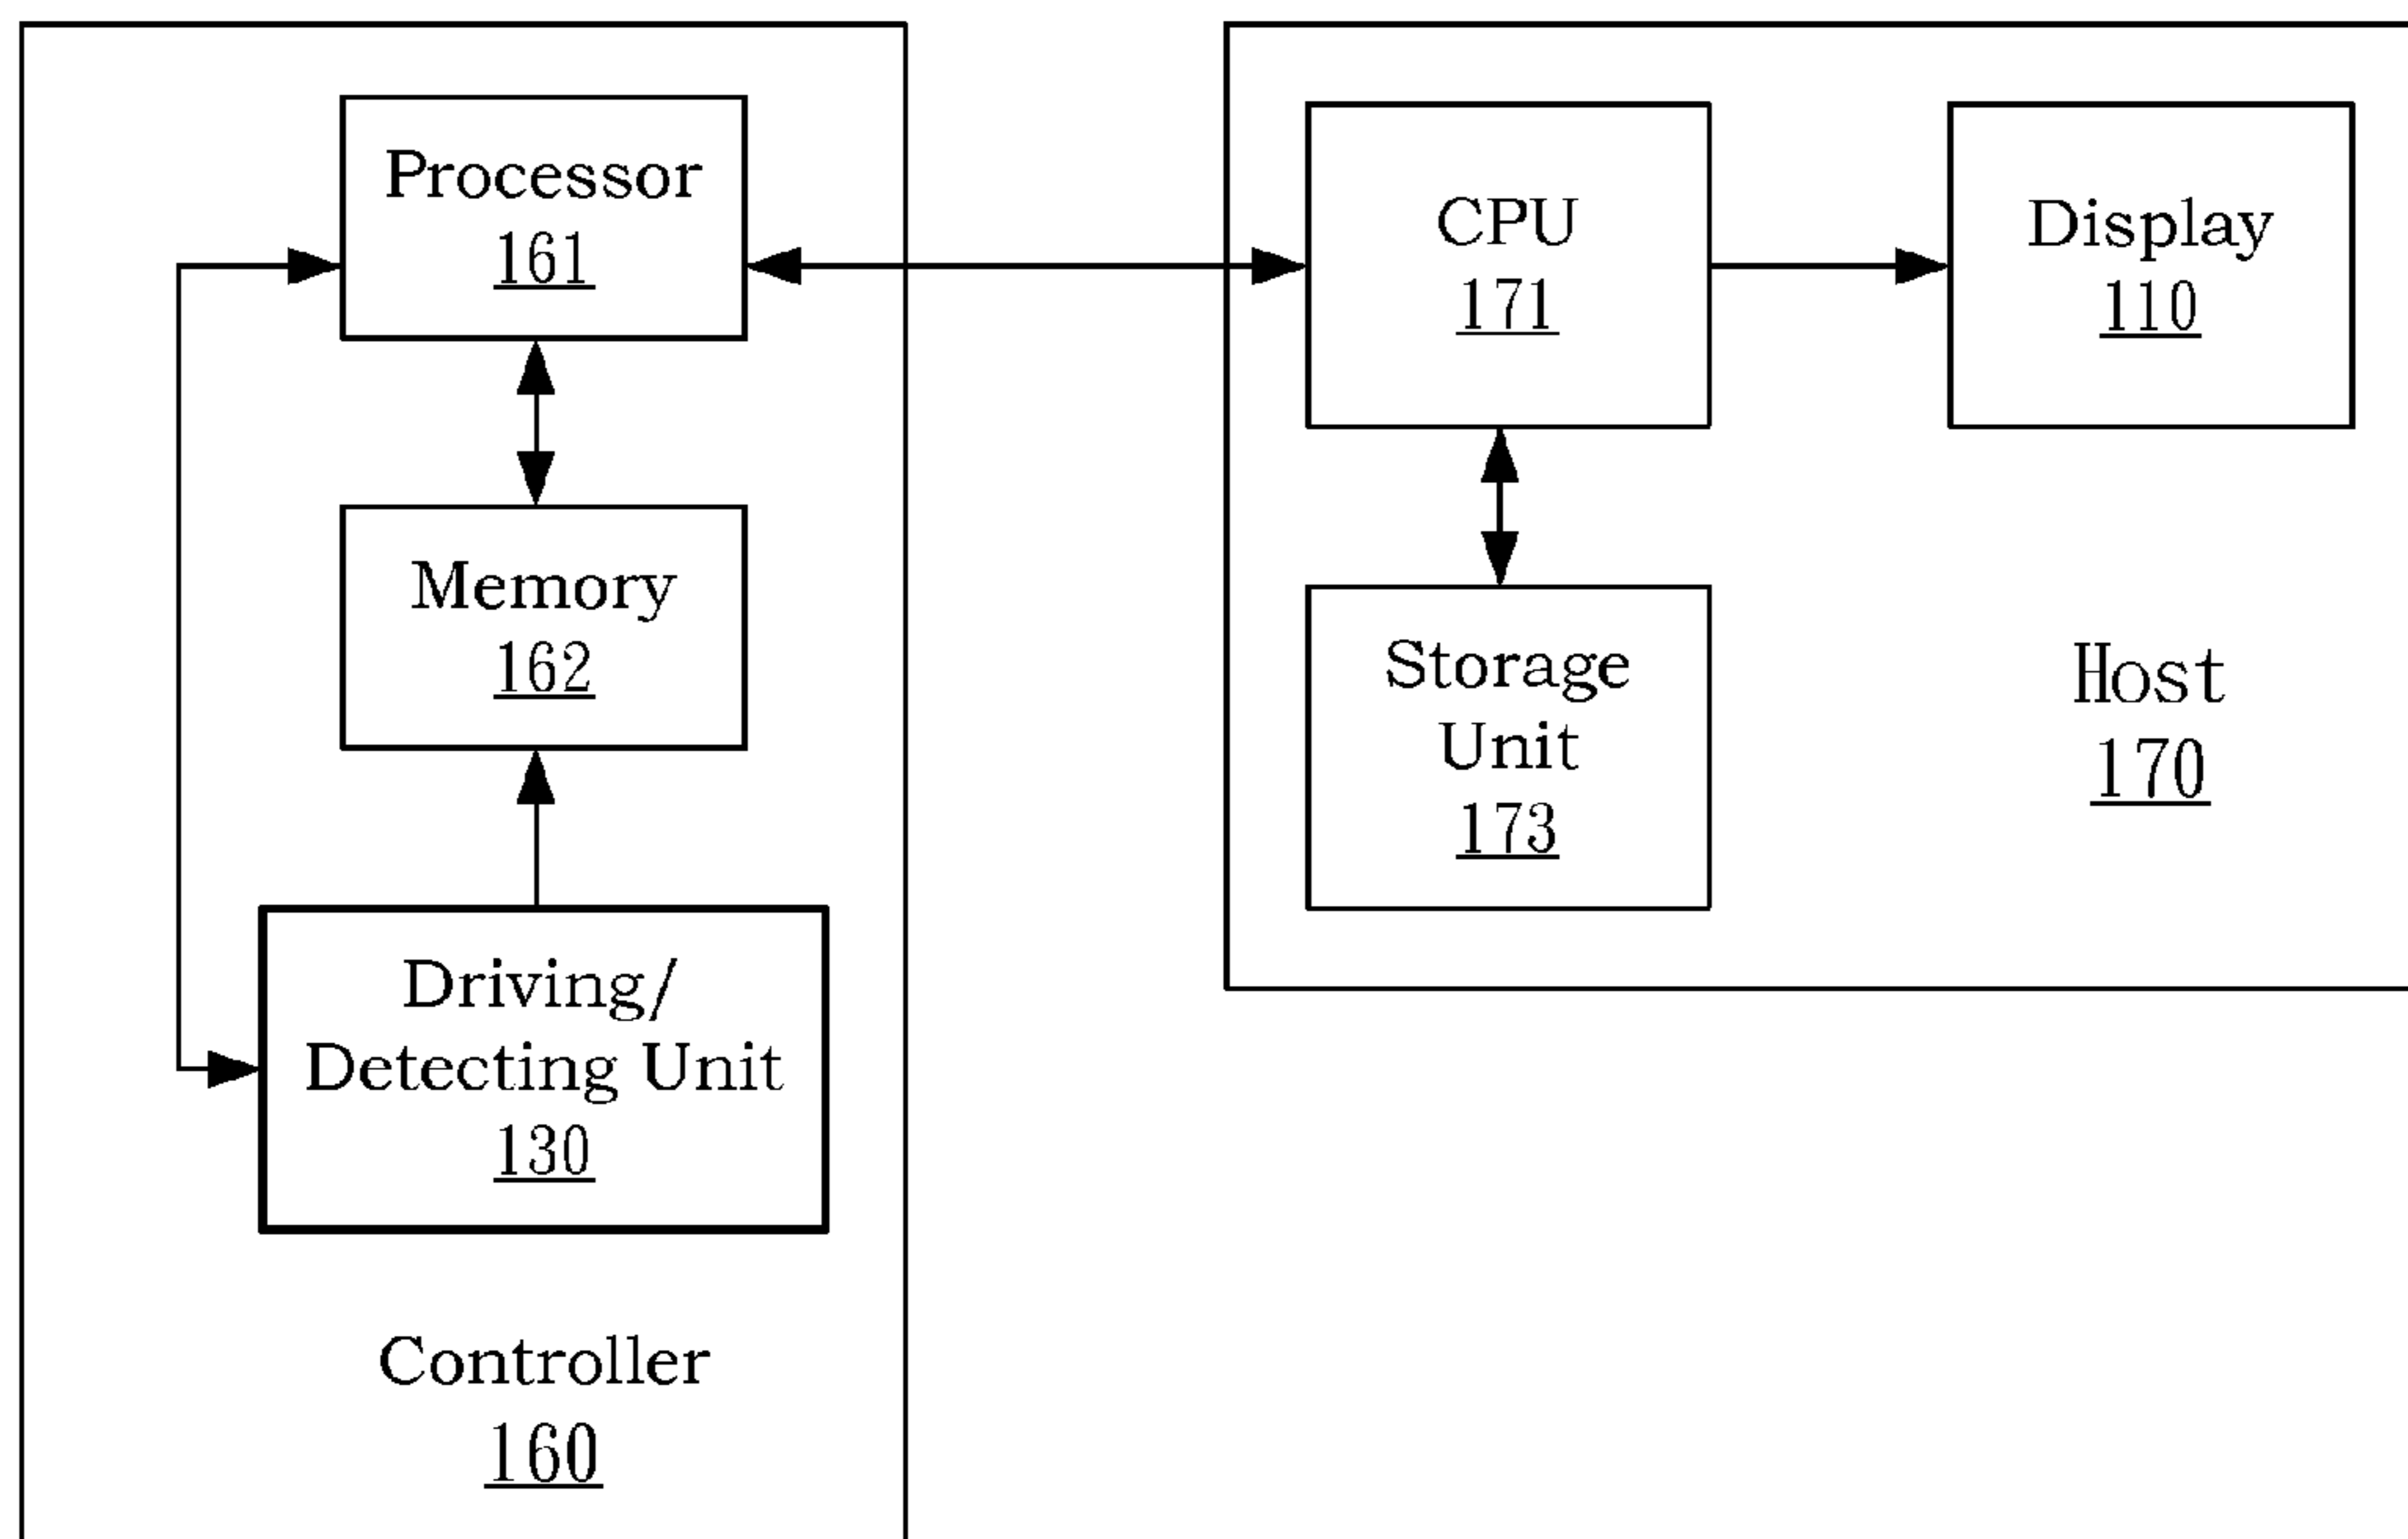 Processor
161
Memory
162
Driving/
Detecting Unit
130
Controller
160
CPU
171
Display
110
Storage
Unit
173
Host
170